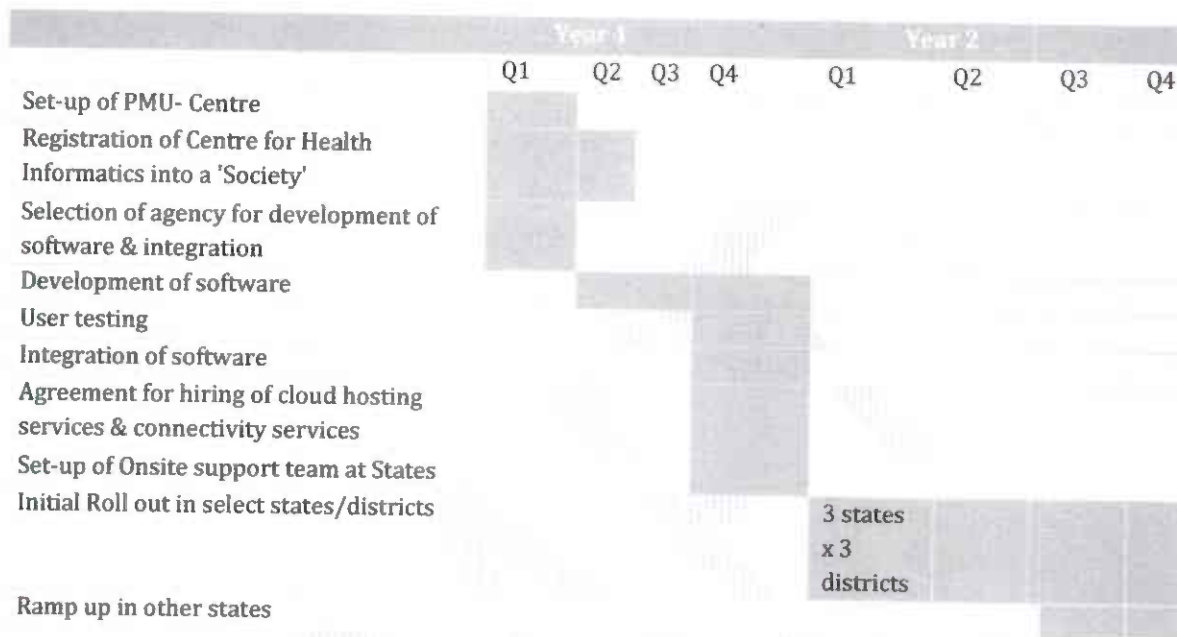 Year 1 Year 2
Q1 Q2 Q3 Q4 Q1 Q2 Q3 Q4
Set-up of PMU- Centre
Registration of Centre for Health
Informatics into a 'Society'
Selection of agency for development of
software & integration
Development of software
User testing
Integration of software
Agreement for hiring of cloud hosting
services & connectivity services
Set-up of Onsite support team at States
Initial Roll out in select states/districts
3 states
x 3
districts
Ramp up in other states